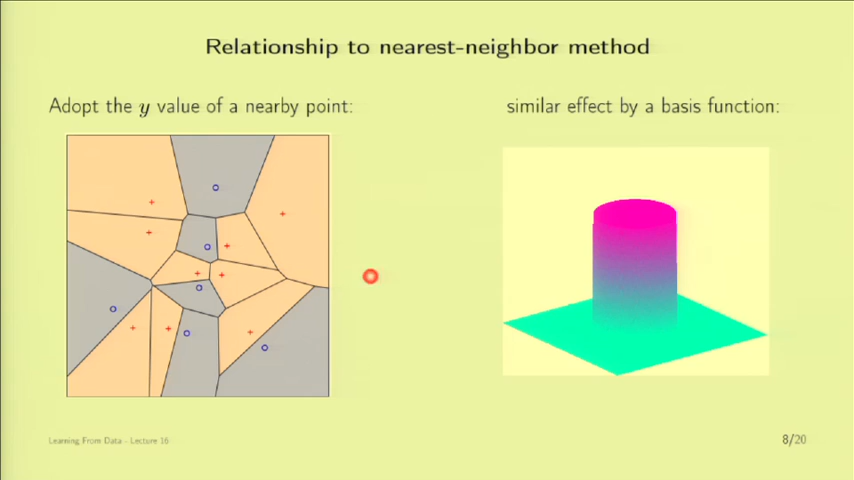 Relationship to nearest-neighbor method
Adopt the y value of a nearby point:
similar effect by a basis function:
Learning From Data - Lecture 16
8/20